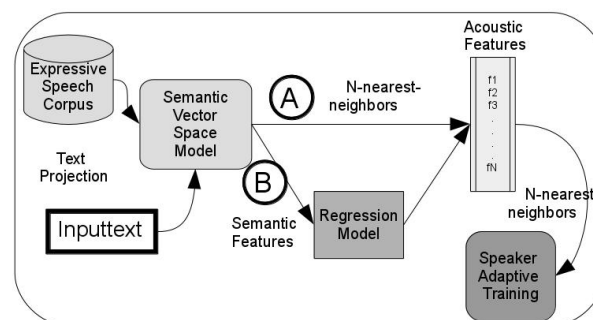 Acoustic
Features
Expressive
Speech
Corpus
Semantic
Vector
Space
Model
A
N-nearest-
neighbors
f1
f2
f3
.
.
.
.
fN
Text
Projection
B
Inputtext
Semantic
Features
Regression
Model
N-nearest
neighbors
Speaker
Adaptive
Training